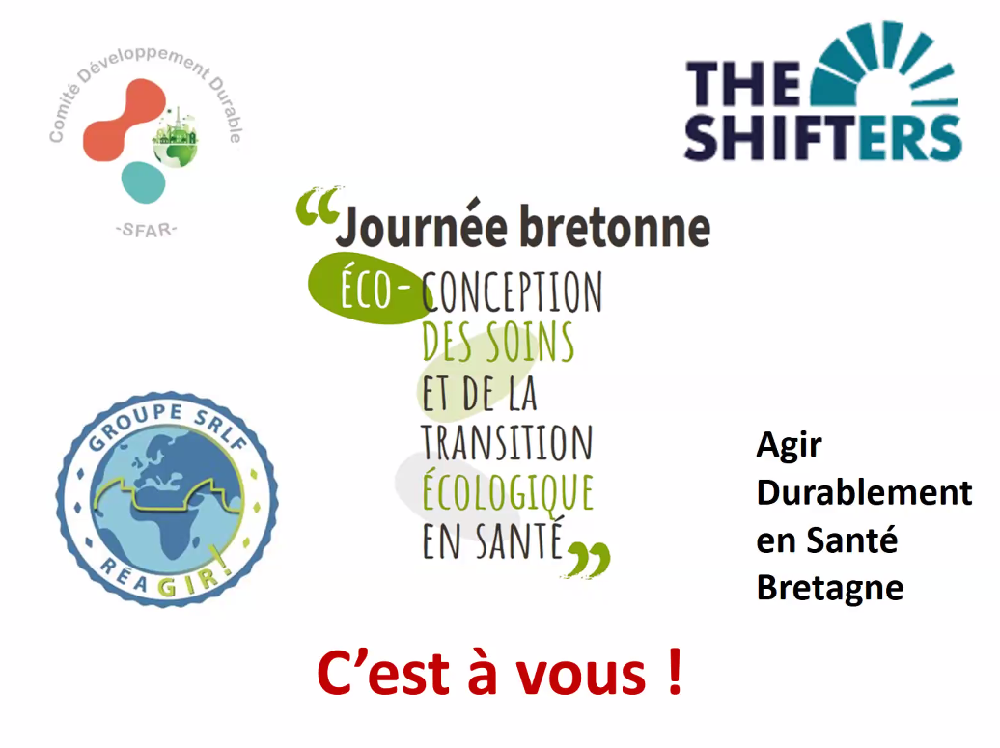 Comité Développement Durable
-SFAR-
THE
SHIFTERS
“Journée bretonne
ÉCO-CONCEPTION
DES SOINS
ET DE LA
TRANSITION
ÉCOLOGIQUE
EN SANTÉ”
GROUPE SRLF
RÉAGIR!
Agir
Durablement
en Santé
Bretagne
C’est à vous !